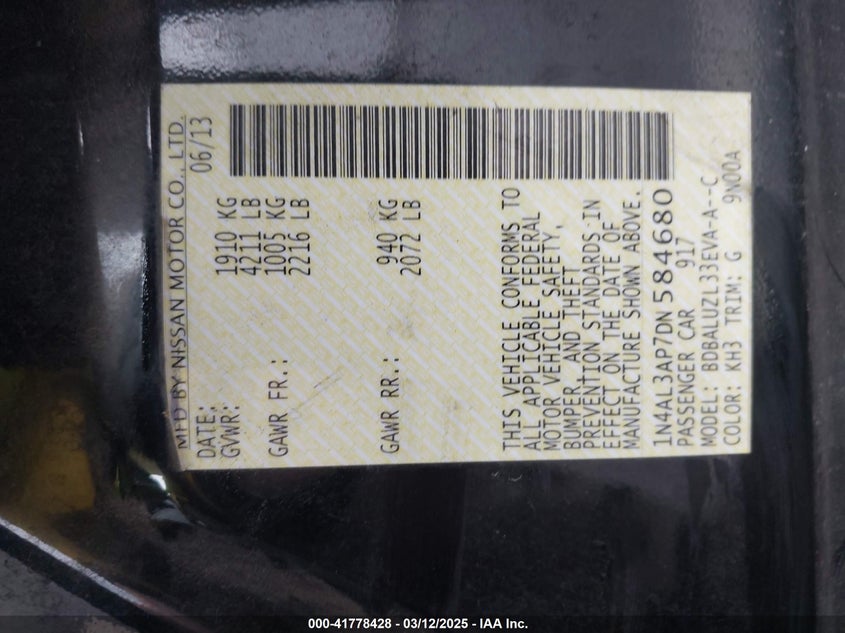 MFD BY NISSAN MOTOR CO., LTD.
DATE: 06/13
GVWR: 1910 KG
4211 LB
GAWR FR.: 1005 KG
2216 LB
GAWR RR.: 940 KG
2072 LB
THIS VEHICLE CONFORMS TO
ALL APPLICABLE FEDERAL
MOTOR VEHICLE SAFETY,
BUMPER, AND THEFT
PREVENTION STANDARDS IN
EFFECT ON THE DATE OF
MANUFACTURE SHOWN ABOVE.
1N4AL3AP7DN584680
PASSENGER CAR 917
MODEL: BDBALUZL33EVA-A--C
COLOR: KH3 TRIM: G 9N00A
000-41778428 - 03/12/2025 - IAA Inc.